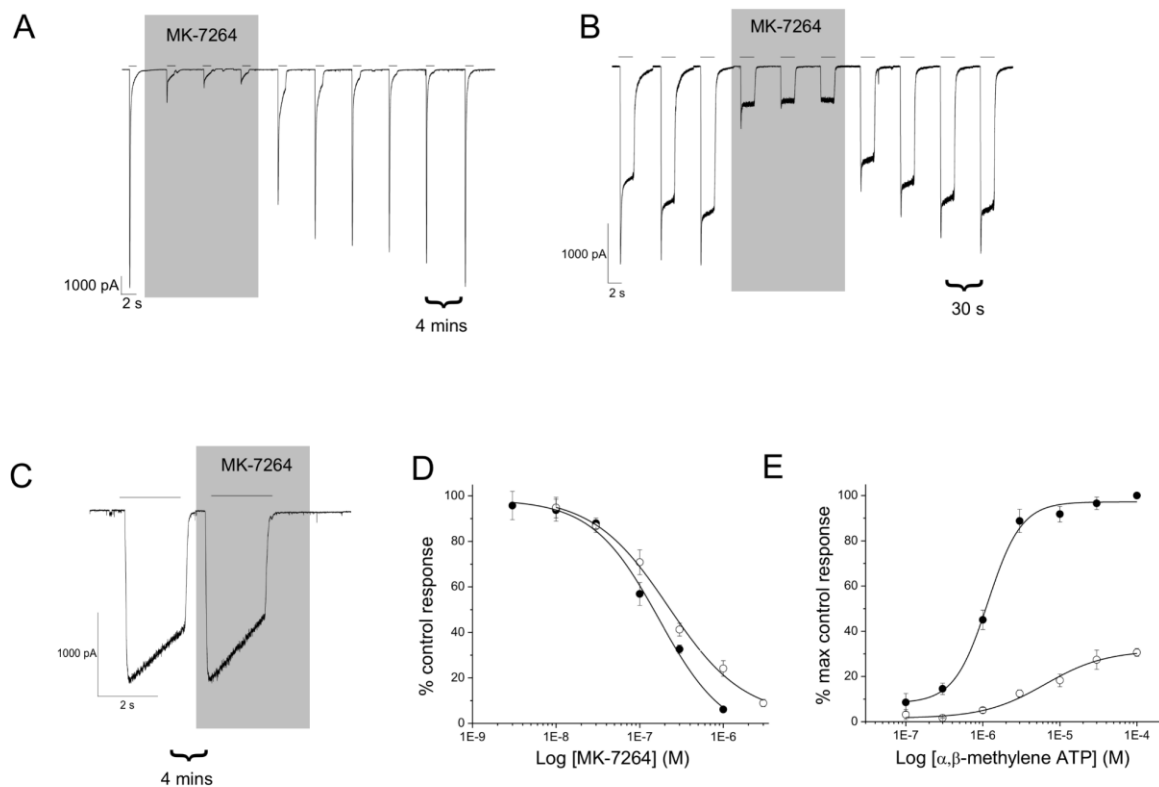 A
MK-7264
1000 pA
2 s
4 mins
B
MK-7264
1000 pA
2 s
30 s
C
MK-7264
1000 pA
2 s
4 mins
D
% control response
100
80
60
40
20
0
1E-9 1E-8 1E-7 1E-6
Log [MK-7264] (M)
E
% max control response
100
80
60
40
20
0
1E-7 1E-6 1E-5 1E-4
Log [α,β-methylene ATP] (M)